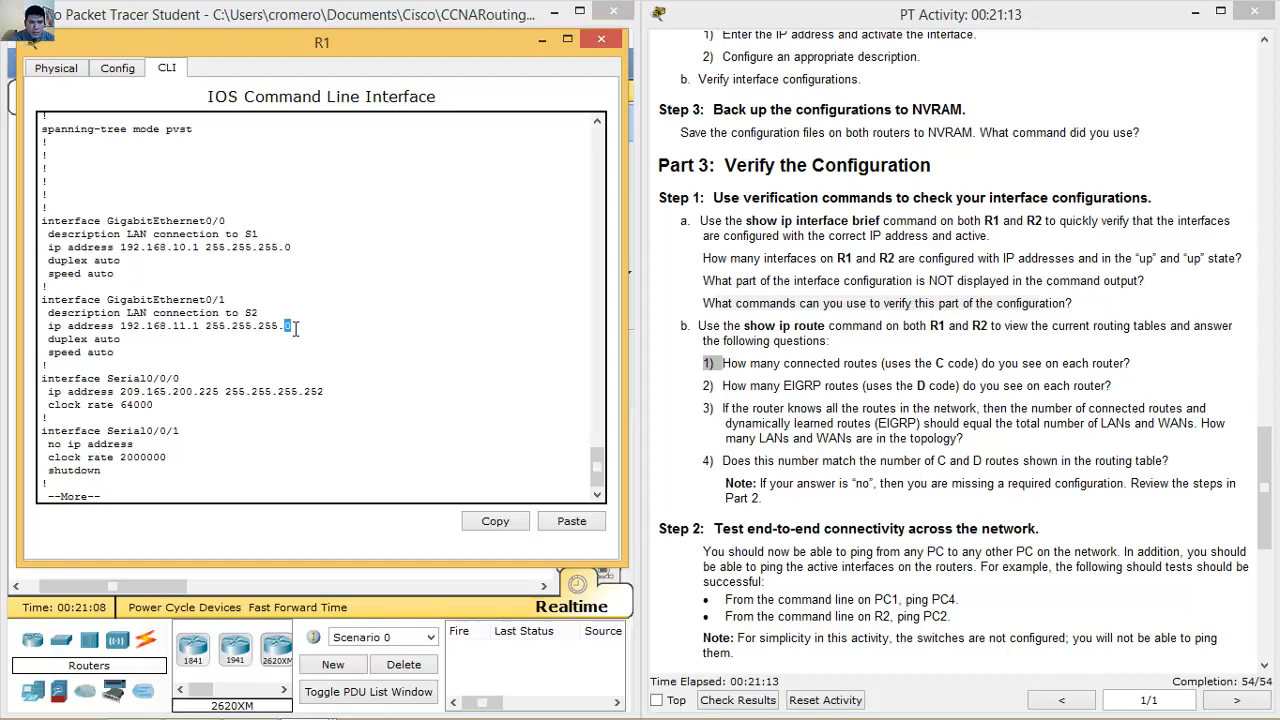 Packet Tracer Student - C:\Users\cromero\Documents\Cisco\CCNARouting...
R1
Physical
Config
CLI
IOS Command Line Interface
!
spanning-tree mode pvst
!
!
!
!
!
!
interface GigabitEthernet0/0
description LAN connection to S1
ip address 192.168.10.1 255.255.255.0
duplex auto
speed auto
!
interface GigabitEthernet0/1
description LAN connection to S2
ip address 192.168.11.1 255.255.255.0
duplex auto
speed auto
!
interface Serial0/0/0
ip address 209.165.200.225 255.255.255.252
clock rate 64000
!
interface Serial0/0/1
no ip address
clock rate 2000000
shutdown
!
--More--
Copy
Paste
Realtime
Time: 00:21:08
Power Cycle Devices Fast Forward Time
Routers
1841
1941
2620XM
2620XM
Scenario 0
New
Delete
Toggle PDU List Window
Fire
Last Status
Source
PT Activity: 00:21:13
1) Enter the IP address and activate the interface.
2) Configure an appropriate description.
b. Verify interface configurations.
Step 3: Back up the configurations to NVRAM.
Save the configuration files on both routers to NVRAM. What command did you use?
Part 3: Verify the Configuration
Step 1: Use verification commands to check your interface configurations.
a. Use the show ip interface brief command on both R1 and R2 to quickly verify that the interfaces
are configured with the correct IP address and active.
How many interfaces on R1 and R2 are configured with IP addresses and in the “up” and “up” state?
What part of the interface configuration is NOT displayed in the command output?
What commands can you use to verify this part of the configuration?
b. Use the show ip route command on both R1 and R2 to view the current routing tables and answer
the following questions:
1) How many connected routes (uses the C code) do you see on each router?
2) How many EIGRP routes (uses the D code) do you see on each router?
3) If the router knows all the routes in the network, then the number of connected routes and
dynamically learned routes (EIGRP) should equal the total number of LANs and WANs. How
many LANs and WANs are in the topology?
4) Does this number match the number of C and D routes shown in the routing table?
Note: If your answer is “no”, then you are missing a required configuration. Review the steps in
Part 2.
Step 2: Test end-to-end connectivity across the network.
You should now be able to ping from any PC to any other PC on the network. In addition, you should
be able to ping the active interfaces on the routers. For example, the following should tests should be
successful:
• From the command line on PC1, ping PC4.
• From the command line on R2, ping PC2.
Note: For simplicity in this activity, the switches are not configured; you will not be able to ping
them.
Time Elapsed: 00:21:13
Completion: 54/54
Top
Check Results
Reset Activity
<
1/1
>